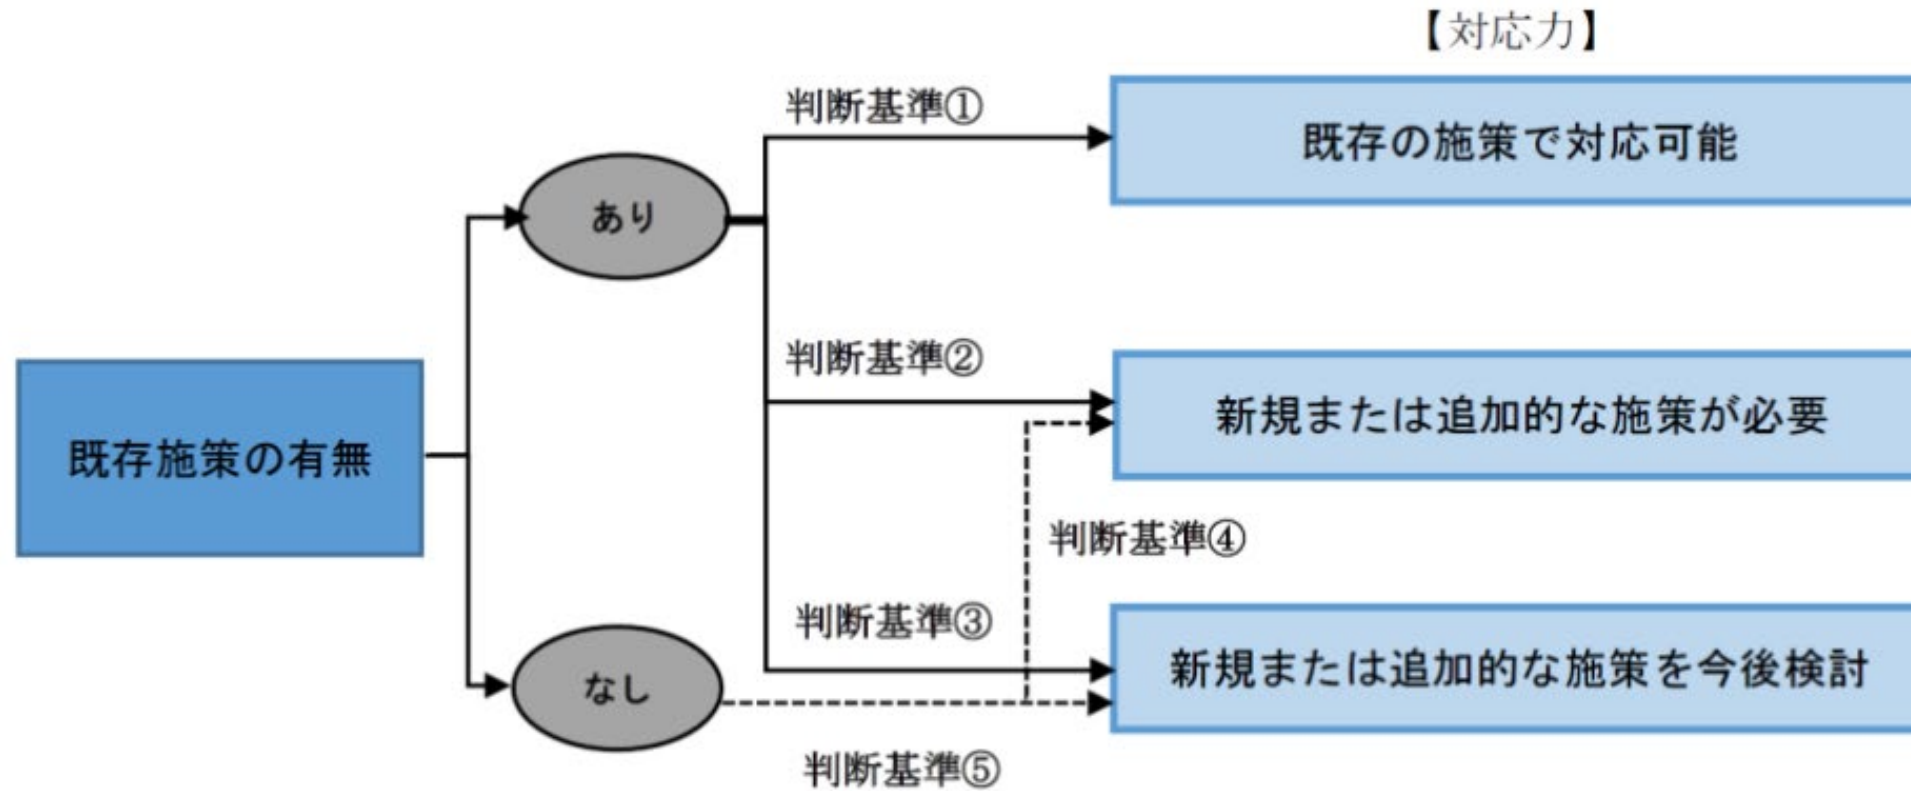 【対応力】
判断基準①
既存の施策で対応可能
あり
判断基準②
新規または追加的な施策が必要
既存施策の有無
判断基準④
判断基準③
新規または追加的な施策を今後検討
なし
判断基準⑤